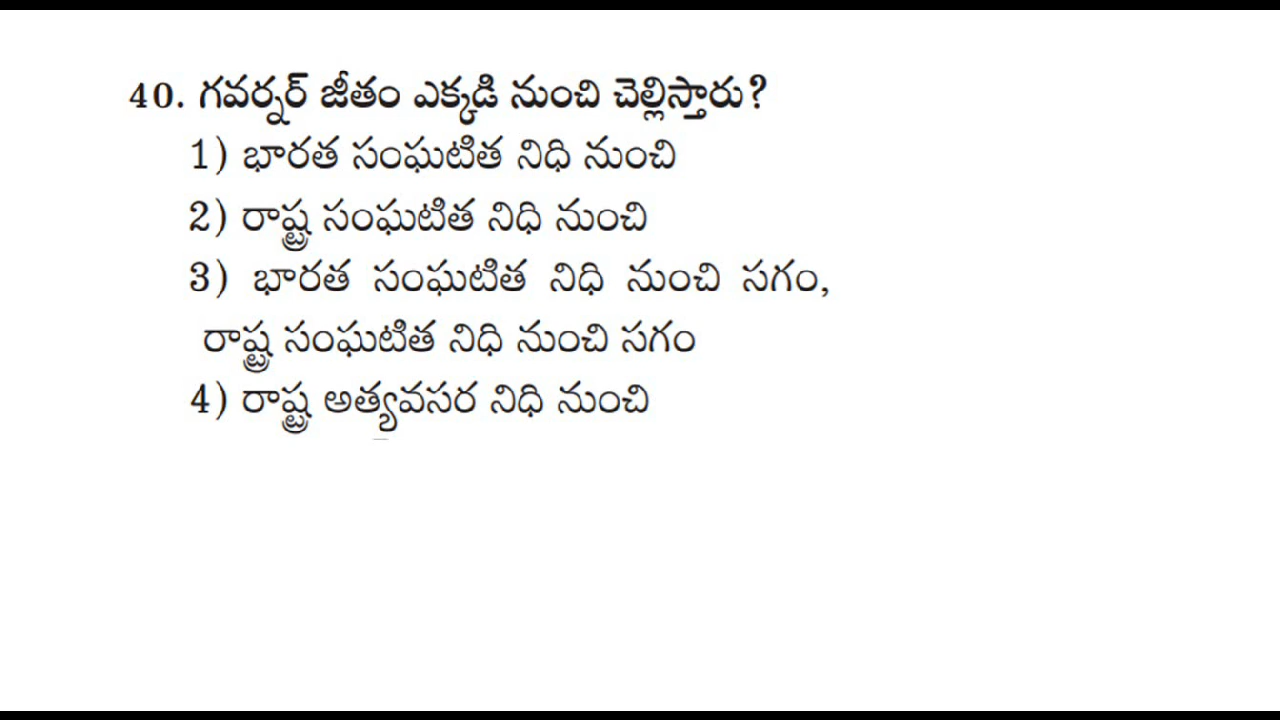 40. గవర్నర్ జీతం ఎక్కడి నుంచి చెల్లిస్తారు?
1) భారత సంఘటిత నిధి నుంచి
2) రాష్ట్ర సంఘటిత నిధి నుంచి
3) భారత సంఘటిత నిధి నుంచి సగం,
రాష్ట్ర సంఘటిత నిధి నుంచి సగం
4) రాష్ట్ర అత్యవసర నిధి నుంచి